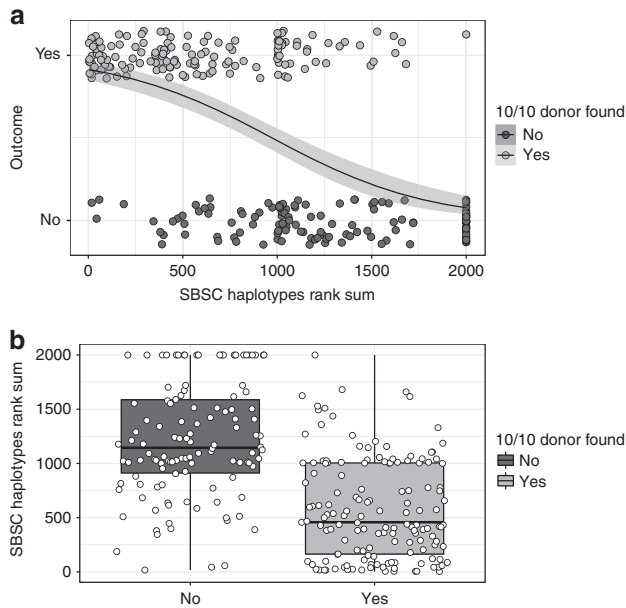 a
Yes
No
Outcome
0
500
1000
1500
2000
SBSC haplotypes rank sum
10/10 donor found
No
Yes
b
2000
1500
1000
500
0
SBSC haplotypes rank sum
No
Yes
10/10 donor found
No
Yes